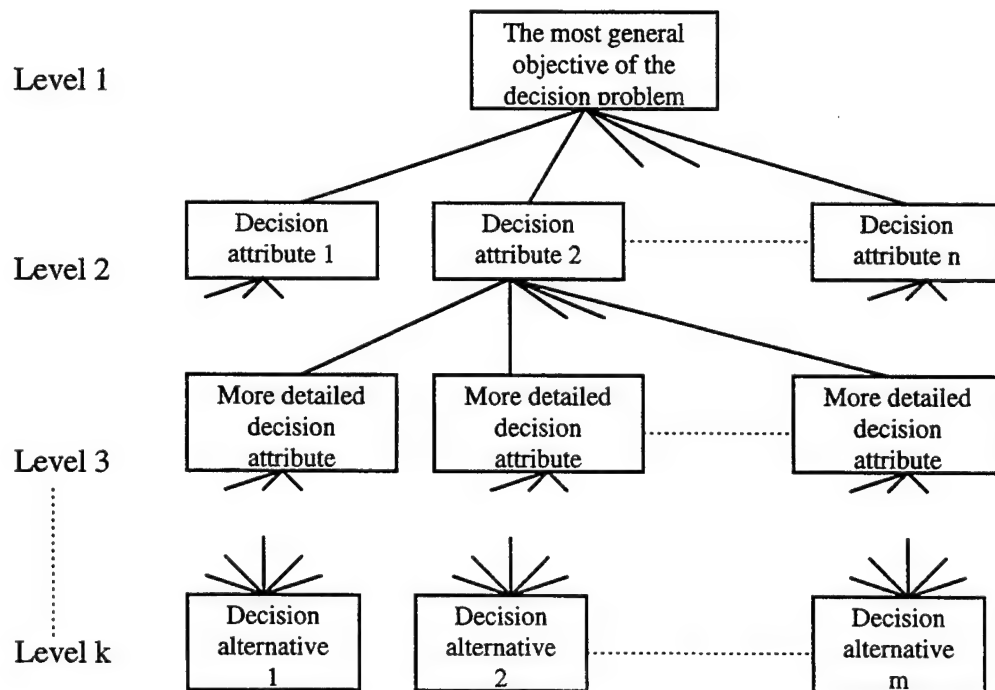 Level 1
The most general
objective of the
decision problem
Level 2
Decision
attribute 1
Decision
attribute 2
Decision
attribute n
Level 3
More detailed
decision
attribute
More detailed
decision
attribute
More detailed
decision
attribute
Level k
Decision
alternative
1
Decision
alternative
2
Decision
alternative
m